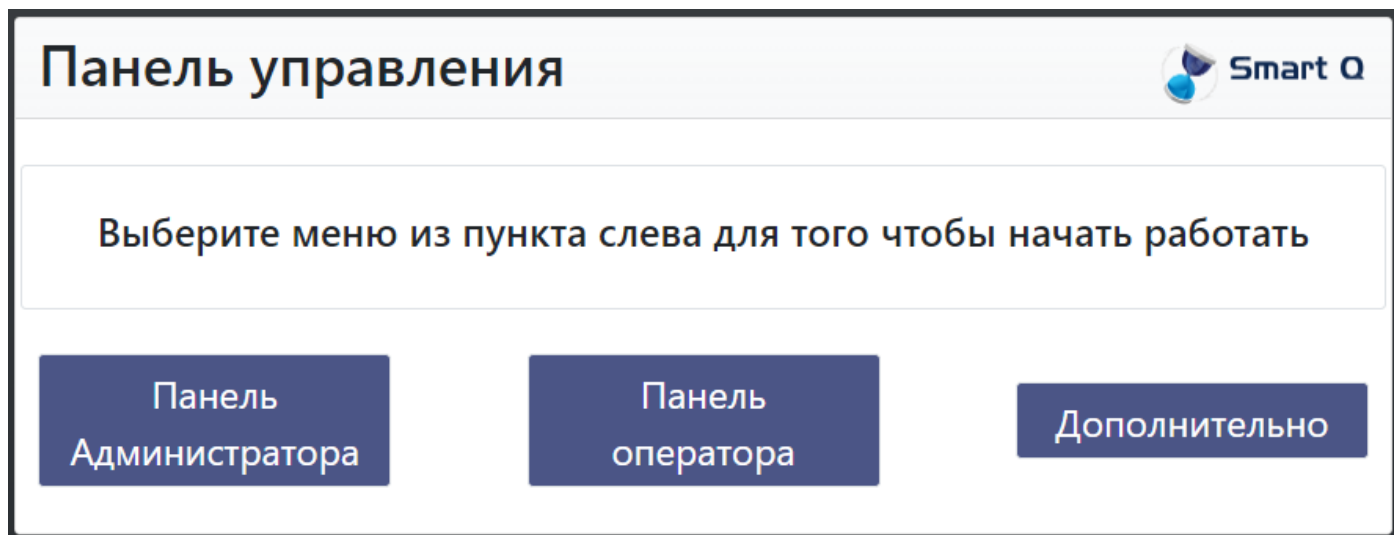 Панель управления
Smart Q
Выберите меню из пункта слева для того чтобы начать работать
Панель
Администратора
Панель
оператора
Дополнительно